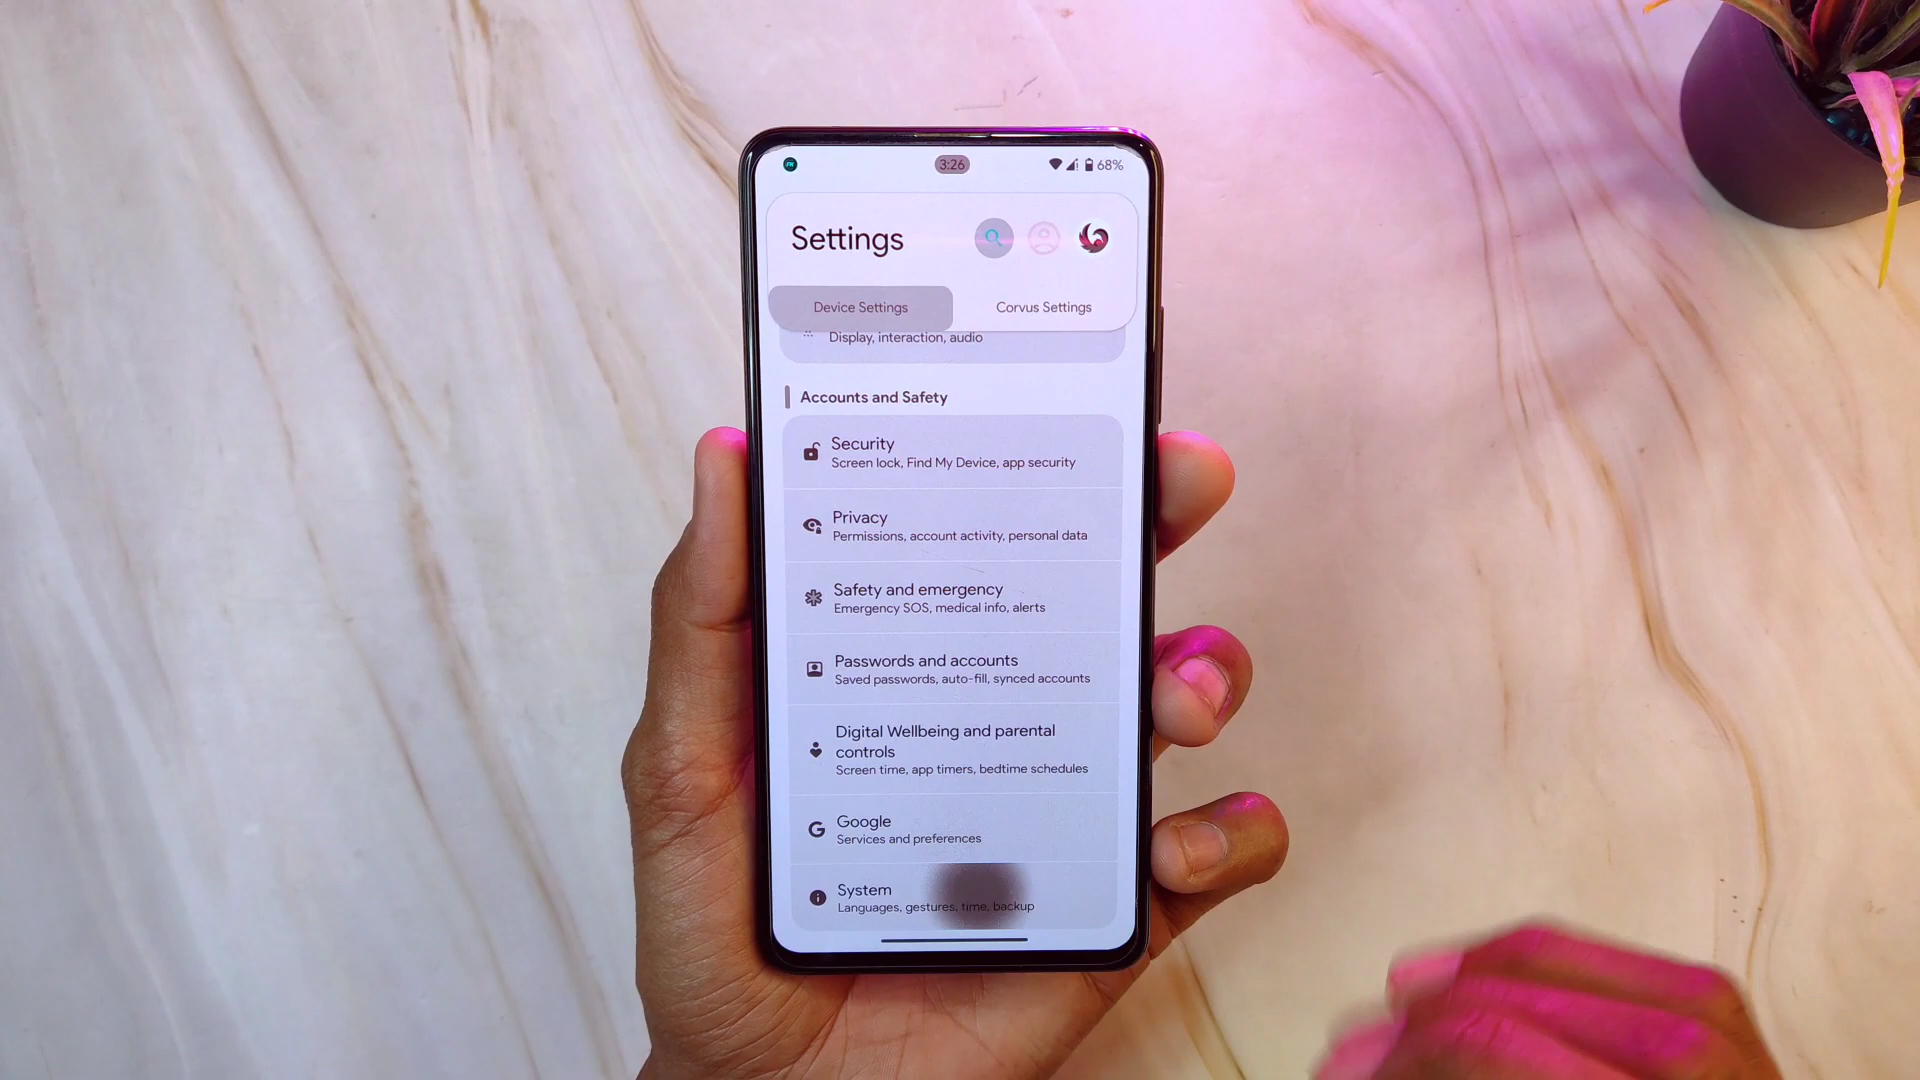 3:26
68%
Settings
Device Settings
Corvus Settings
Display, interaction, audio
Accounts and Safety
Security
Screen lock, Find My Device, app security
Privacy
Permissions, account activity, personal data
Safety and emergency
Emergency SOS, medical info, alerts
Passwords and accounts
Saved passwords, auto-fill, synced accounts
Digital Wellbeing and parental
controls
Screen time, app timers, bedtime schedules
Google
Services and preferences
System
Languages, gestures, time, backup